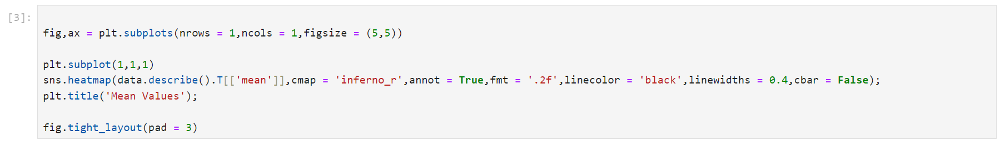 [3]:
fig,ax = plt.subplots(nrows = 1,ncols = 1,figsize = (5,5))
plt.subplot(1,1,1)
sns.heatmap(data.describe().T[['mean']],cmap = 'inferno_r',annot = True,fmt = '.2f',linecolor = 'black',linewidths = 0.4,cbar = False);
plt.title('Mean Values');
fig.tight_layout(pad = 3)